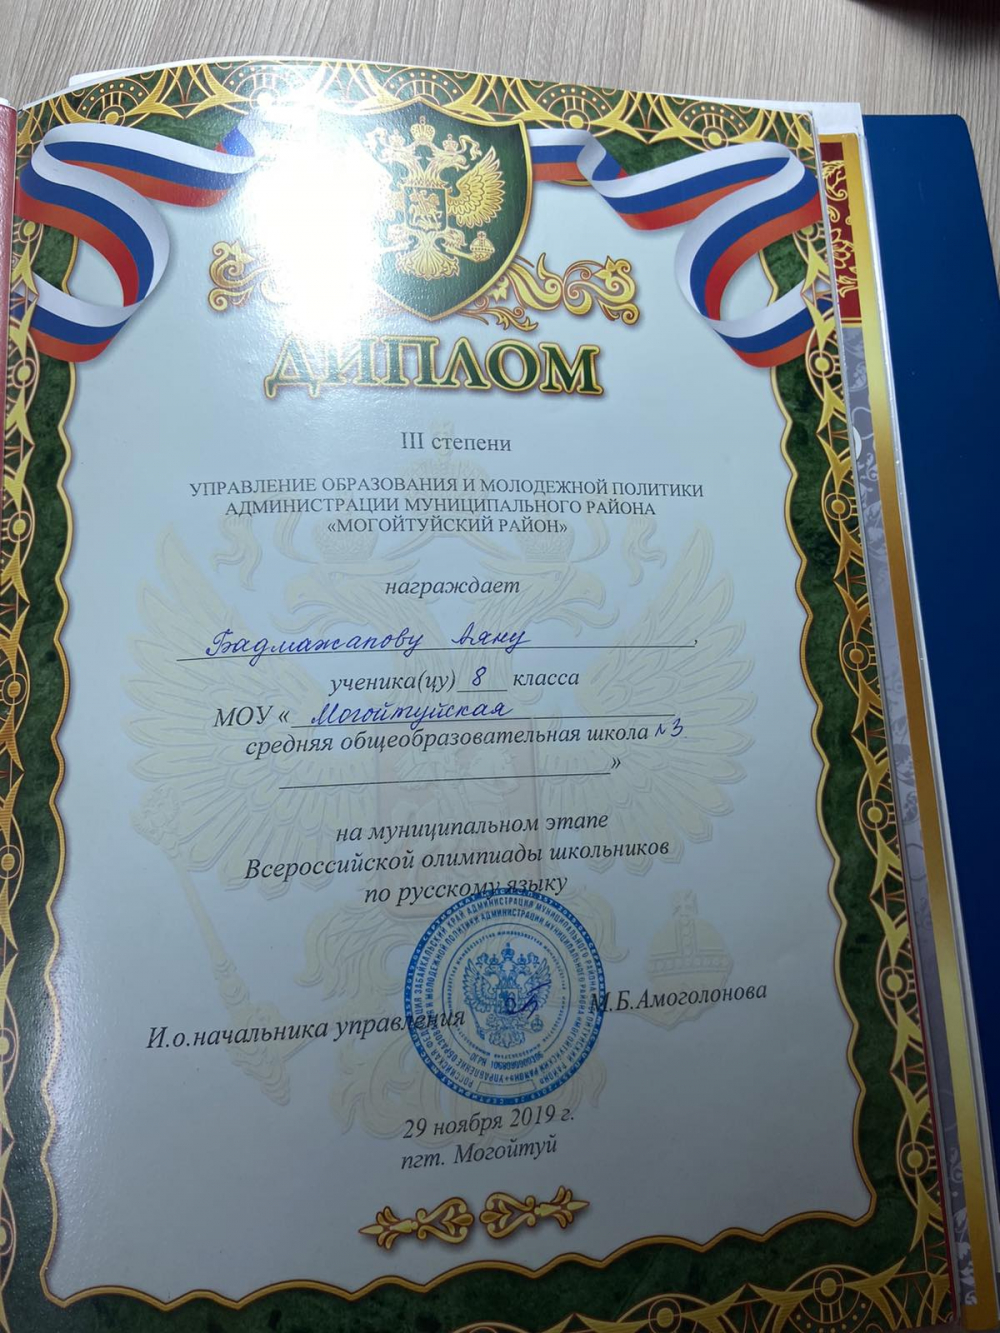 ДИПЛОМ
III степени
УПРАВЛЕНИЕ ОБРАЗОВАНИЯ И МОЛОДЕЖНОЙ ПОЛИТИКИ
АДМИНИСТРАЦИИ МУНИЦИПАЛЬНОГО РАЙОНА
«МОГОЙТУЙСКИЙ РАЙОН»
награждает
Бадмажапову Аяну,
ученика(цу) 8 класса
МОУ « Могойтуйская
средняя общеобразовательная школа №3
»
на муниципальном этапе
Всероссийской олимпиады школьников
по русскому языку
И.о.начальника управления М.Б.Амоголонова
29 ноября 2019 г.
пгт. Могойтуй